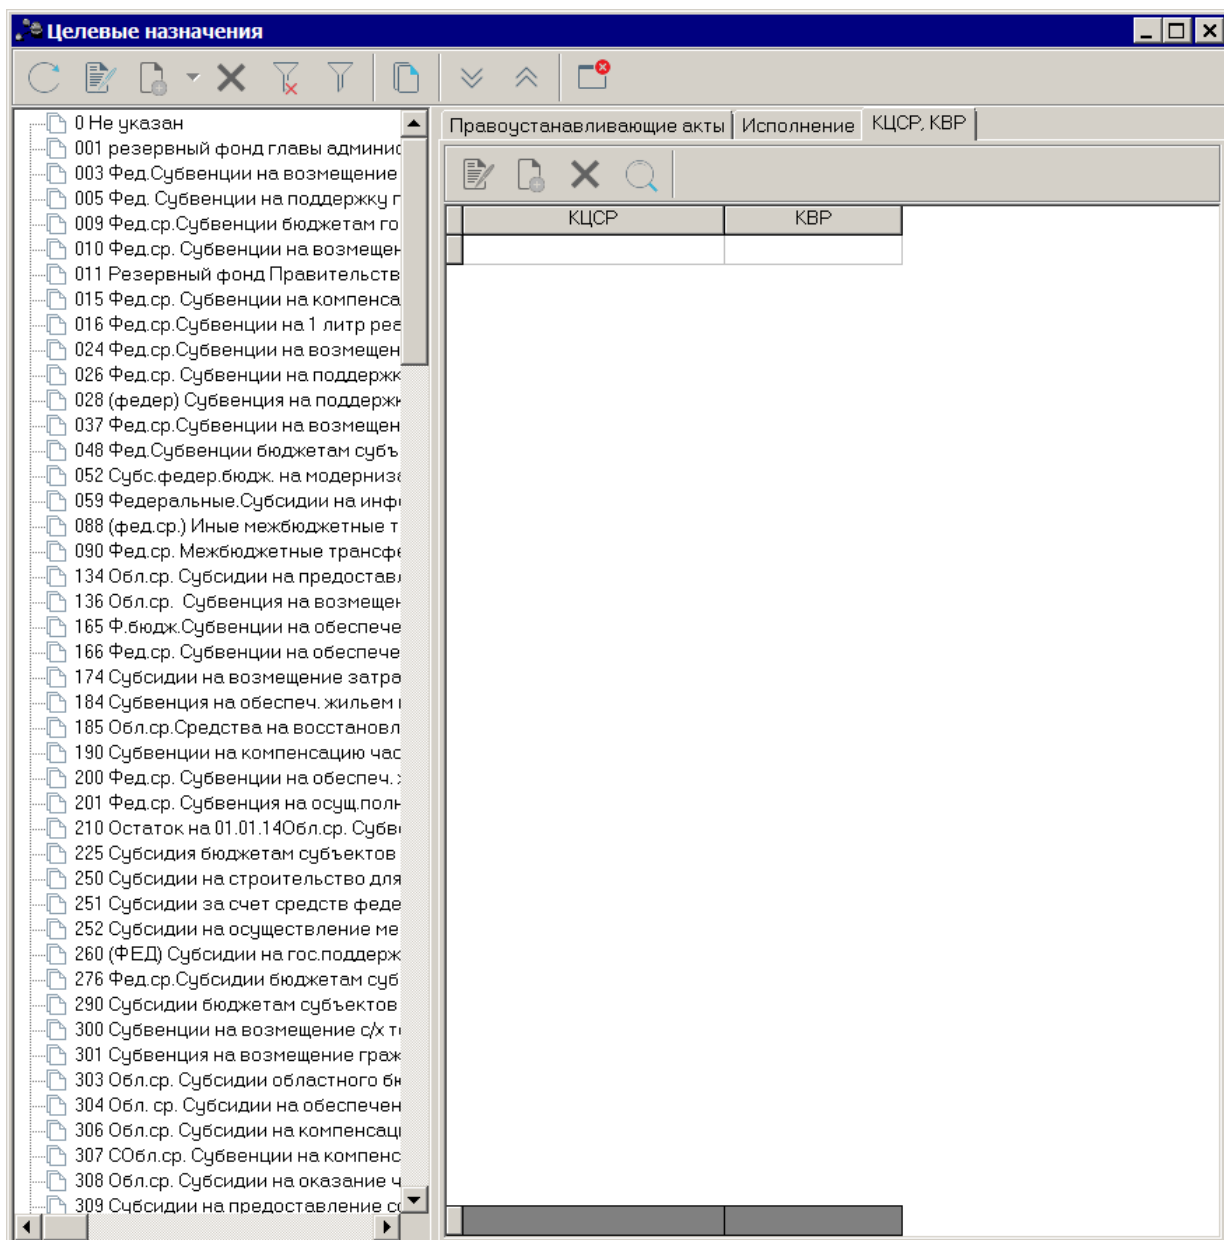 Целевые назначения
0 Не указан
001 резервный фонд главы админис
003 Фед.Субвенции на возмещение
005 Фед. Субвенции на поддержку г
009 Фед.ср.Субвенции бюджетам го
010 Фед.ср. Субвенции на возмещен
011 Резервный фонд Правительств
015 Фед.ср. Субвенции на компенса
016 Фед.ср.Субвенции на 1 литр реа
024 Фед.ср.Субвенции на возмещен
026 Фед.ср. Субвенции на поддержк
028 (федер) Субвенция на поддержк
037 Фед.ср.Субвенции на возмещен
048 Фед.Субвенции бюджетам субъ
052 Субс.федер.бюдж. на модерниза
059 Федеральные.Субсидии на инфо
088 (фед.ср.) Иные межбюджетные т
090 Фед.ср. Межбюджетные трансфе
134 Обл.ср. Субсидии на предоставл
136 Обл.ср.  Субвенция на возмещен
165 Ф.бюдж.Субвенции на обеспече
166 Фед.ср. Субвенции на обеспече
174 Субсидии на возмещение затра
184 Субвенция на обеспеч. жильем
185 Обл.ср.Средства на восстановл
190 Субвенции на компенсацию час
200 Фед.ср. Субвенции на обеспеч.
201 Фед.ср. Субвенция на осущ.полн
210 Остаток на 01.01.14Обл.ср. Субве
225 Субсидия бюджетам субъектов
250 Субсидии на строительство для
251 Субсидии за счет средств феде
252 Субсидии на осуществление ме
260 (ФЕД) Субсидии на гос.поддерж
276 Фед.ср.Субсидии бюджетам суб
290 Субсидии бюджетам субъектов
300 Субвенции на возмещение с/х т
301 Субвенция на возмещение граж
303 Обл.ср. Субсидии областного бю
304 Обл. ср. Субсидии на обеспечен
306 Обл.ср. Субсидии на компенсаци
307 СОбл.ср. Субвенции на компенс
308 Обл.ср. Субсидии на оказание ч
309 Субсидии на предоставление со
Правоустанавливающие акты Исполнение КЦСР, КВР
КЦСР КВР